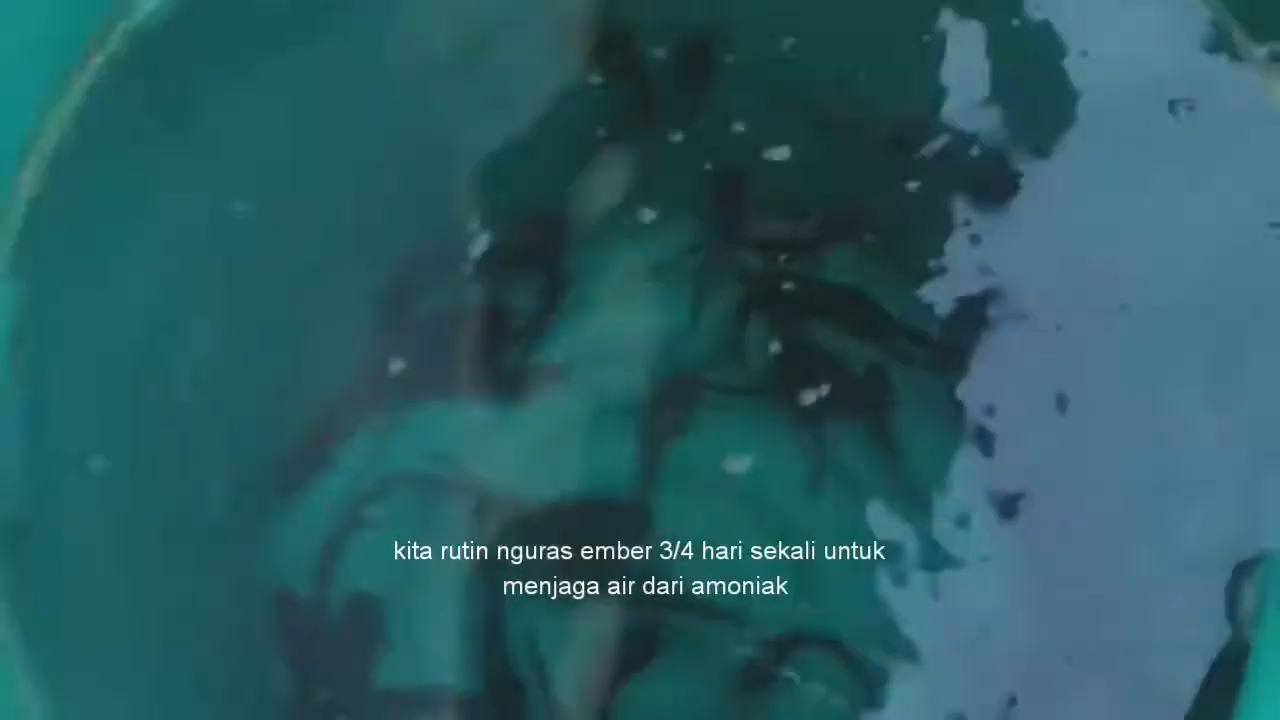 kita rutin nguras ember 3/4 hari sekali untuk
menjaga air dari amoniak